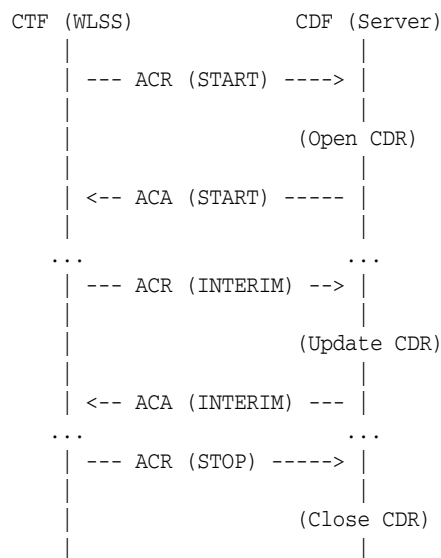 CTF (WLSS) CDF (Server)
| |
| --- ACR (START) ----> |
| |
| (Open CDR)
| |
| <-- ACA (START) ----- |
| |
... ...
| --- ACR (INTERIM) --> |
| |
| (Update CDR)
| |
| <-- ACA (INTERIM) --- |
... ...
| --- ACR (STOP) -----> |
| |
| (Close CDR)
| |